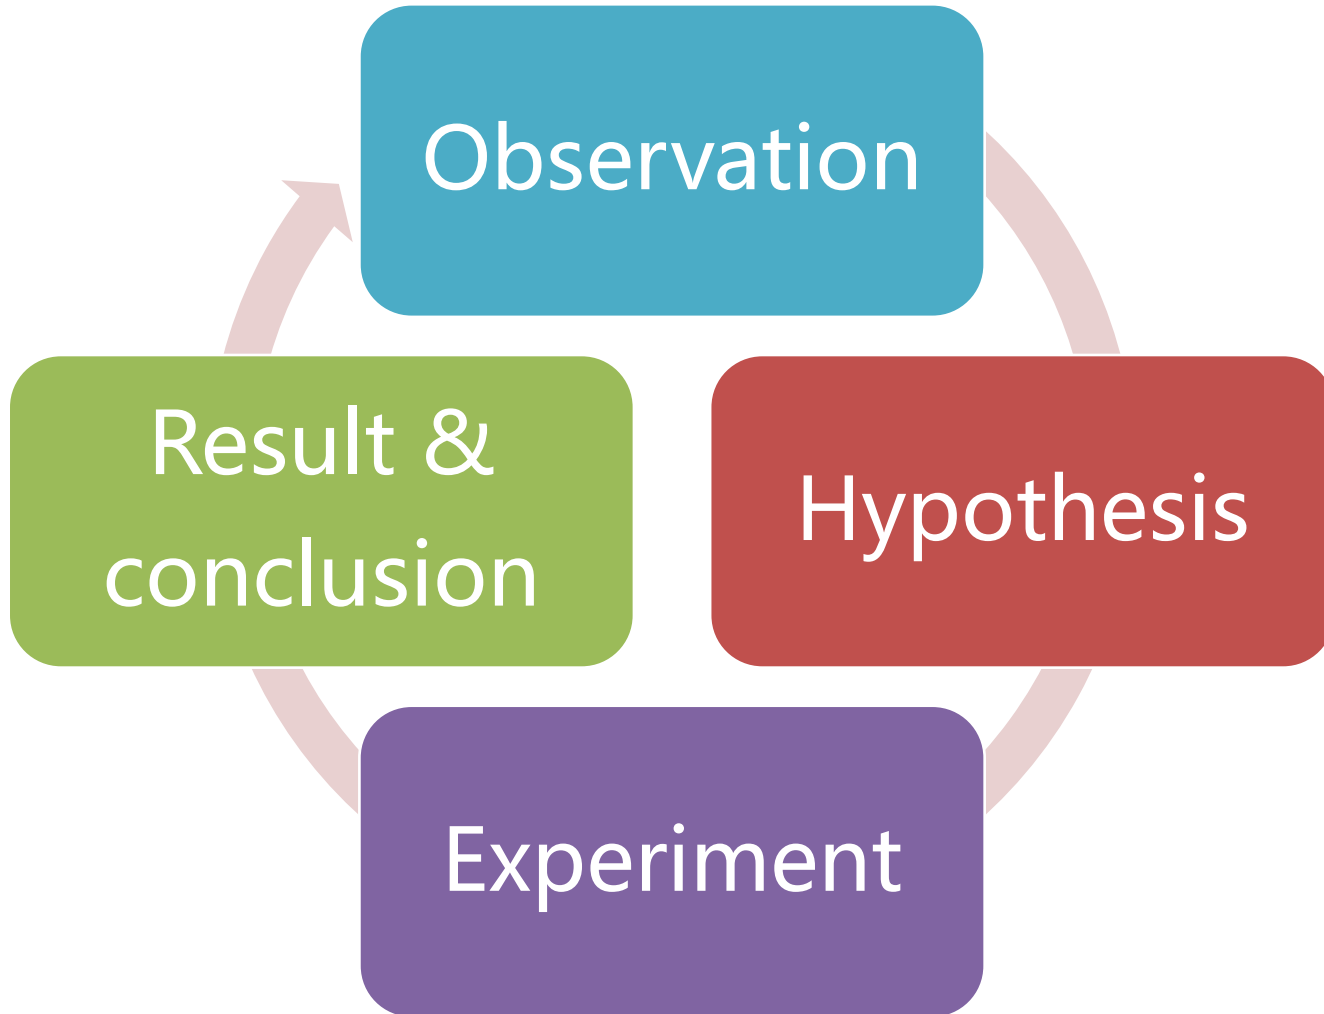 Observation
Hypothesis
Experiment
Result &
conclusion